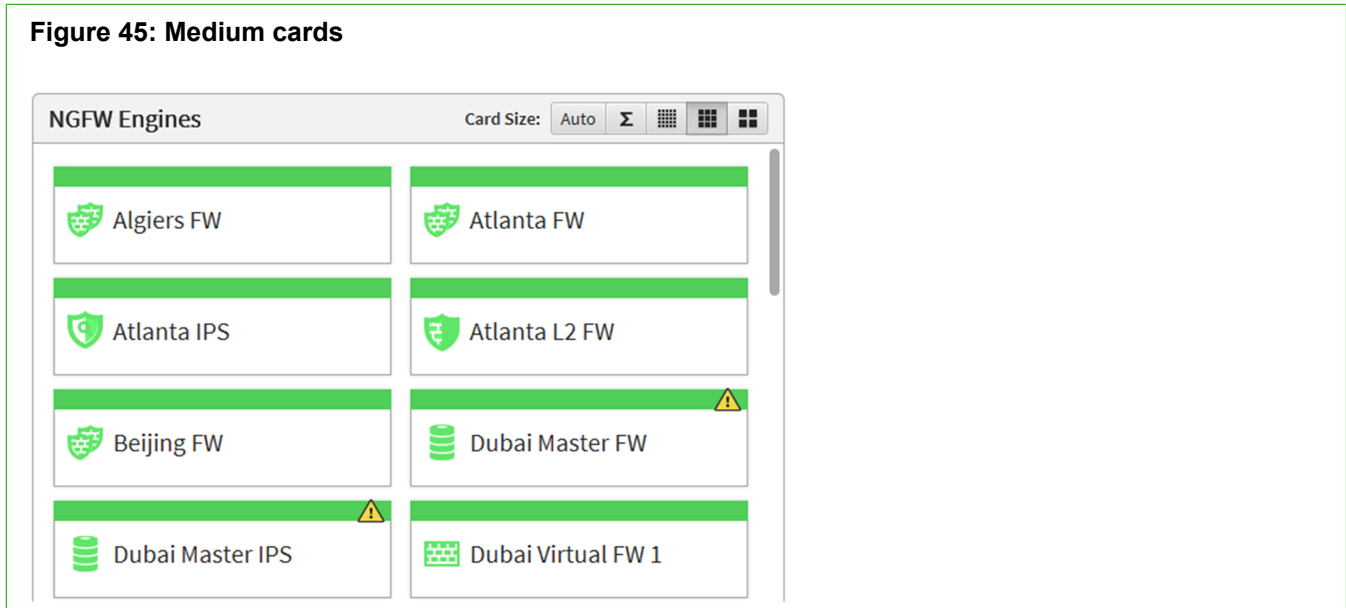 Figure 45: Medium cards
NGFW Engines Card Size: Auto Σ
Algiers FW Atlanta FW
Atlanta IPS Atlanta L2 FW
Beijing FW Dubai Master FW
Dubai Master IPS Dubai Virtual FW 1